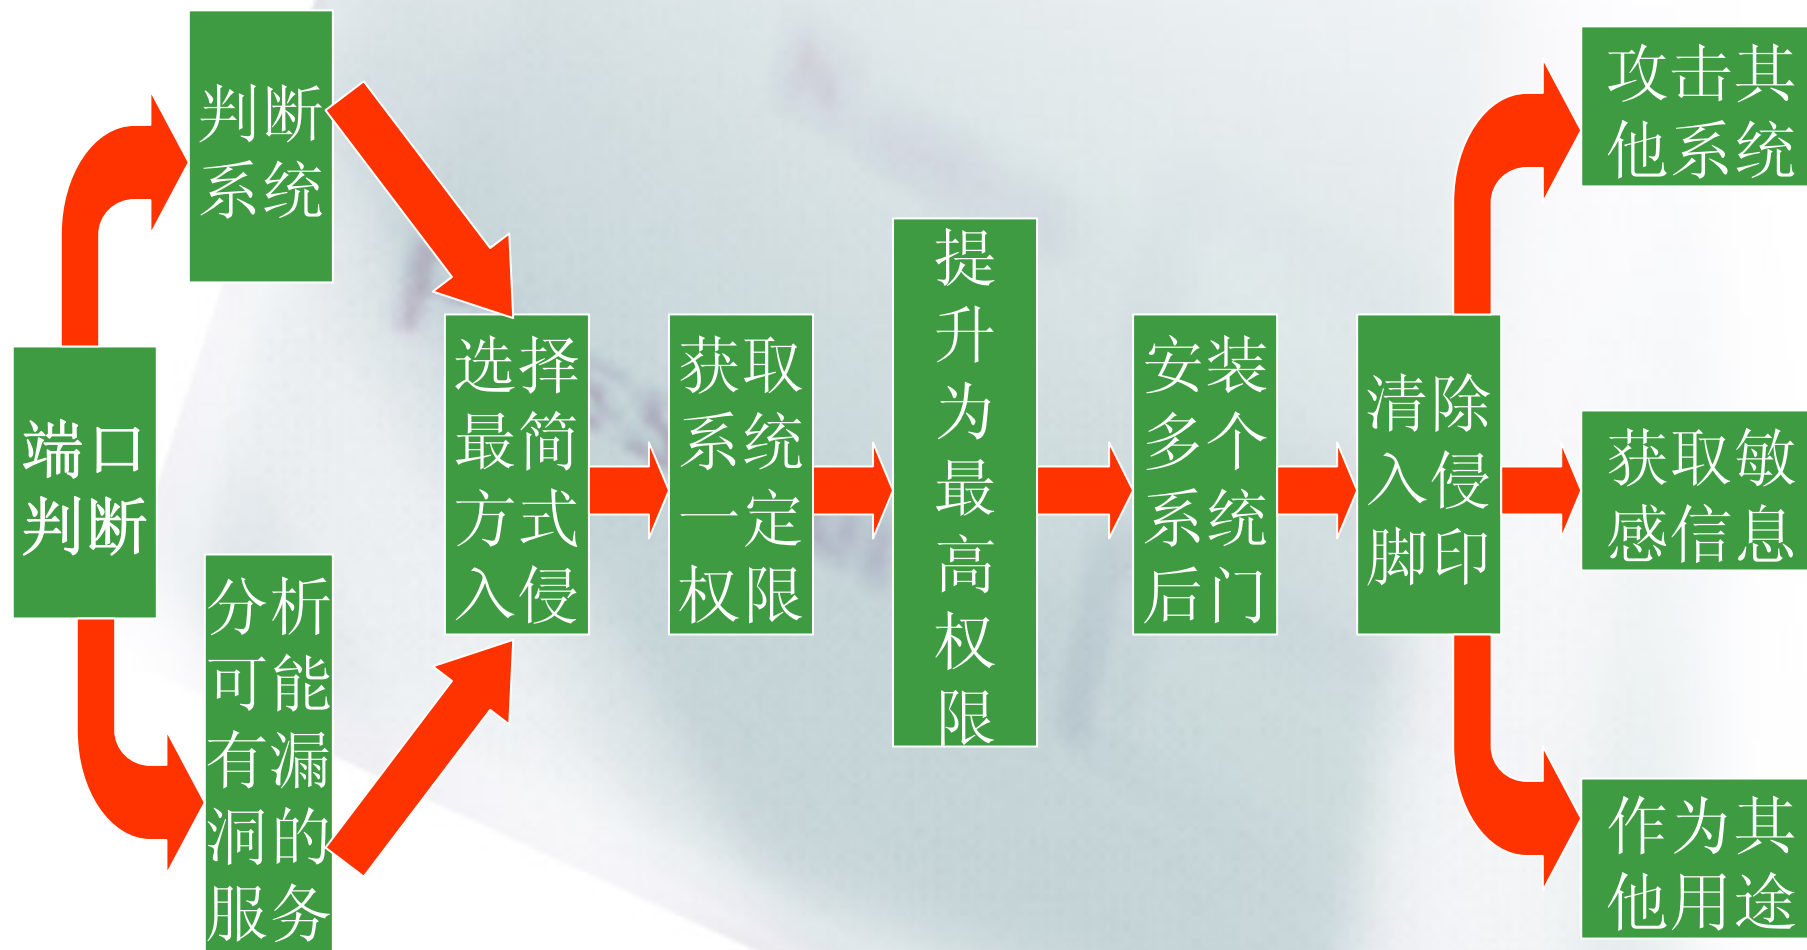 端口
判断
判断
系统
分析
可能
有漏
洞的
服务
选择
最简
方式
入侵
获取
系统
一定
权限
提
升
为
最
高
权
限
安装
多个
系统
后门
清除
入侵
脚印
攻击其
他系统
获取敏
感信息
作为其
他用途